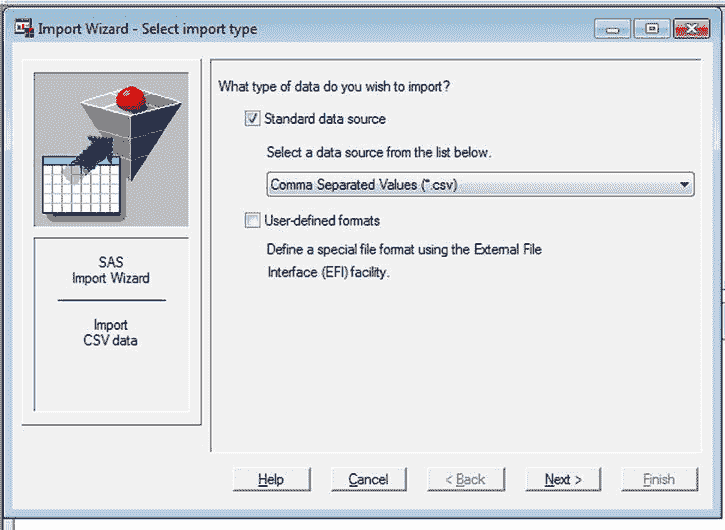 Import Wizard - Select import type
What type of data do you wish to import?
Standard data source
Select a data source from the list below.
Comma Separated Values (*.csv)
User-defined formats
Define a special file format using the External File
Interface (EFI) facility.
SAS
Import Wizard
Import
CSV data
Help
Cancel
< Back
Next >
Finish